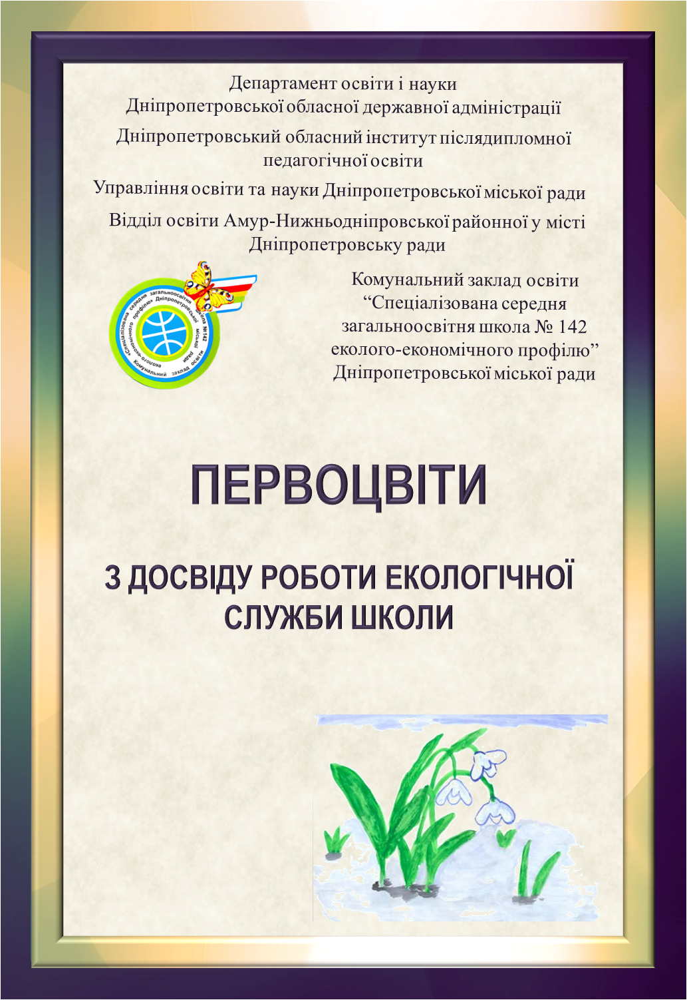 Департамент освіти і науки
Дніпропетровської обласної державної адміністрації
Дніпропетровський обласний інститут післядипломної
педагогічної освіти
Управління освіти та науки Дніпропетровської міської ради
Відділ освіти Амур-Нижньодніпровської районної у місті
Дніпропетровську ради
Комунальний заклад освіти
“Спеціалізована середня
загальноосвітня школа № 142
еколого-економічного профілю”
Дніпропетровської міської ради
Комунальний заклад освіти
«Спеціалізована середня загальноосвітня школа №142
еколого-економічного профілю» Дніпропетровської міської ради
ПЕРВОЦВІТИ
З ДОСВІДУ РОБОТИ ЕКОЛОГІЧНОЇ
СЛУЖБИ ШКОЛИ